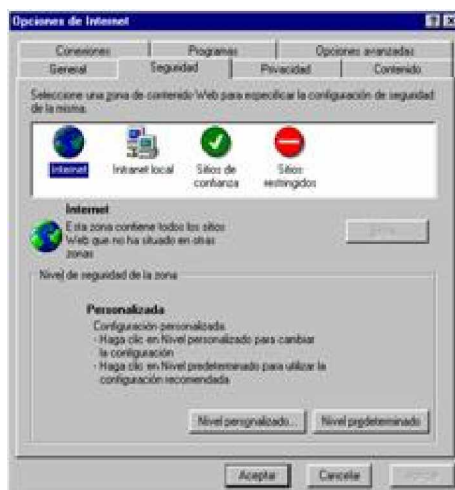 Opciones de Internet
Conexiones Programas Opciones avanzadas
General Seguridad Privacidad Contenido
Seleccione una zona de contenido Web para especificar la configuración de seguridad
de la misma.
Internet Intranet local Sitios de confianza Sitios restringidos
Internet
Esta zona contiene todos los sitios
Web que no ha situado en otras
zonas
Nivel de seguridad de la zona
Personalizada
Configuración personalizada.
- Haga clic en Nivel personalizado para cambiar
la configuración
- Haga clic en Nivel predeterminado para utilizar la
configuración recomendada
Nivel personalizado... Nivel predeterminado
Aceptar Cancelar